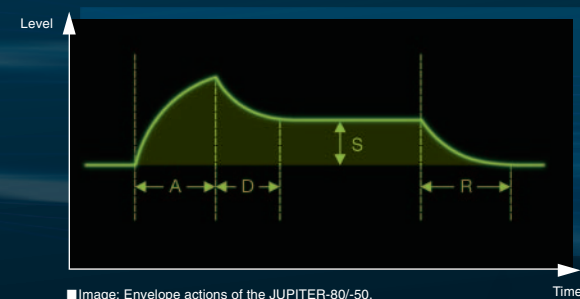 Level
S
A D R
Time
■Image: Envelope actions of the JUPITER-80/-50.